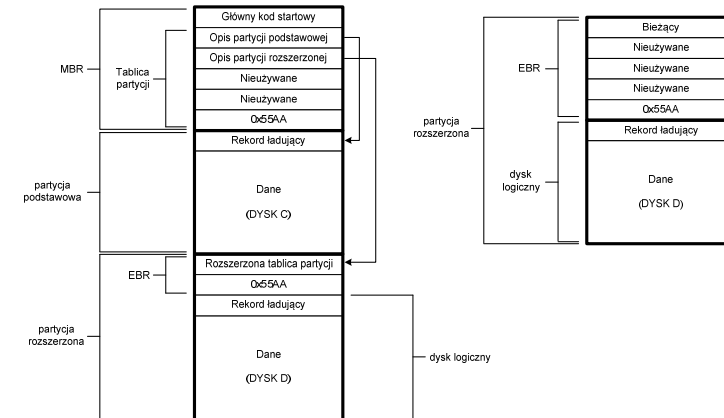 Główny kod startowy
Opis partycji podstawowej
Opis partycji rozszerzonej
Nieużywane
Nieużywane
0x55AA
MBR
Tablica
partycji
Rekord ładujący
Dane
(DYSK C)
partycja
podstawowa
Rozszerzona tablica partycji
0x55AA
EBR
Rekord ładujący
Dane
(DYSK D)
partycja
rozszerzona
dysk logiczny
Bieżący
Nieużywane
Nieużywane
Nieużywane
0x55AA
EBR
partycja
rozszerzona
Rekord ładujący
Dane
(DYSK D)
dysk
logiczny